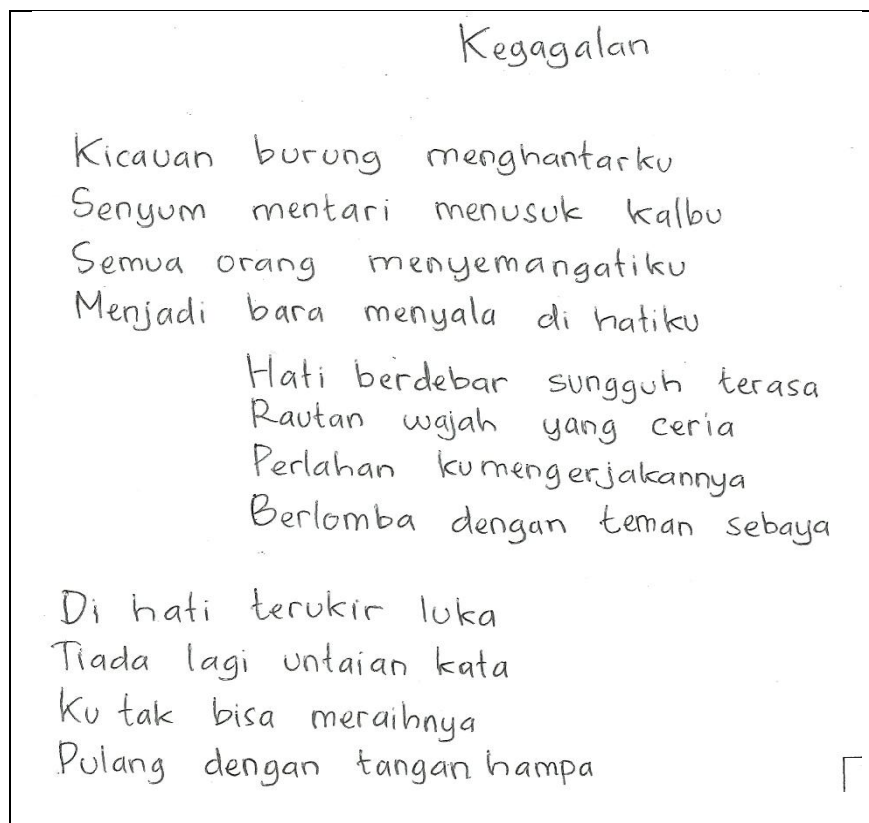 Kegagalan
Kicauan burung menghantarku
Senyum mentari menusuk kalbu
Semua orang menyemangatiku
Menjadi bara menyala di hatiku
Hati berdebar sungguh terasa
Rautan wajah yang ceria
Perlahan kumengerjakannya
Berlomba dengan teman sebaya
Di hati terukir luka
Tiada lagi untaian kata
Ku tak bisa meraihnya
Pulang dengan tangan hampa